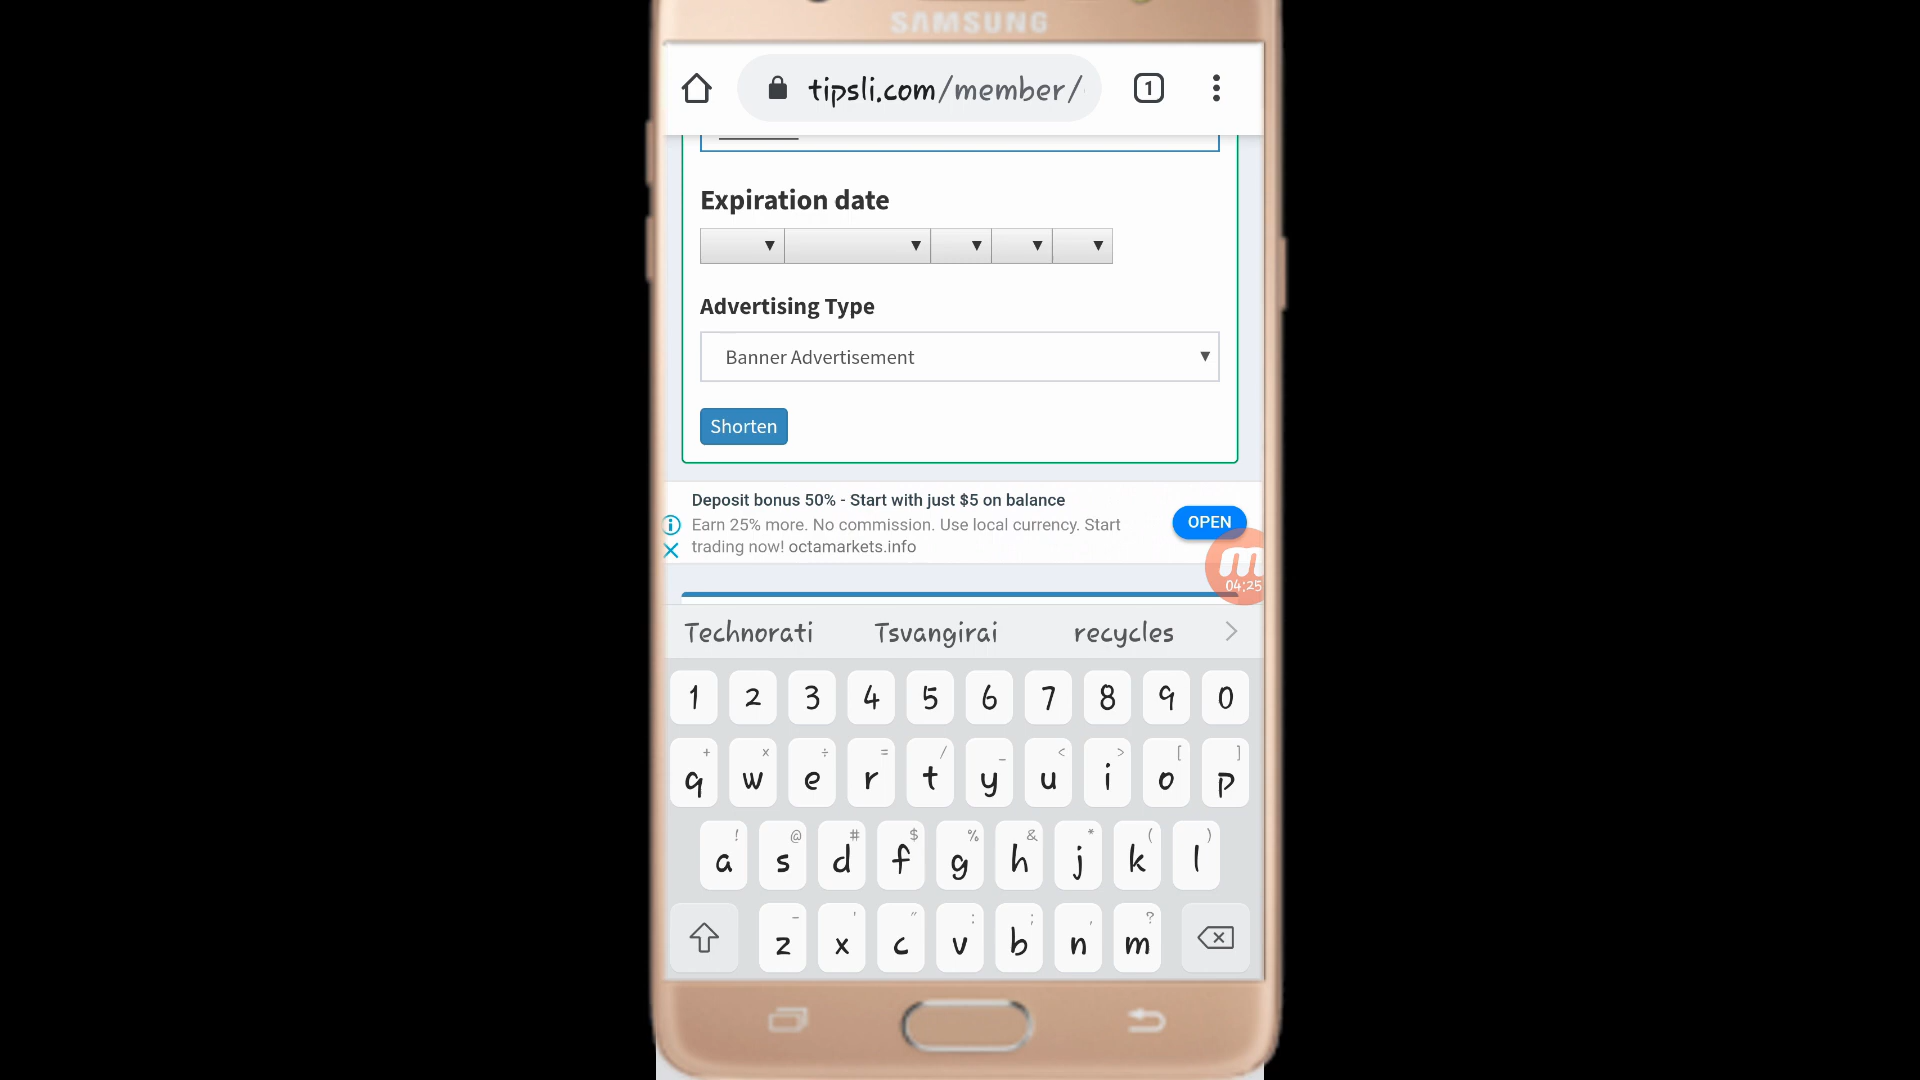 SAMSUNG
tipsli.com/member/
1
Expiration date
Advertising Type
Banner Advertisement
Shorten
Deposit bonus 50% - Start with just $5 on balance
Earn 25% more. No commission. Use local currency. Start
trading now! octamarkets.info
OPEN
04:25
Technorati Tsvangirai recycles
1 2 3 4 5 6 7 8 9 0
+ × ÷ = / _ < > [ ]
q w e r t y u i o p
! @ # $ % & * ( )
a s d f g h j k l
- ' " : ; , ?
z x c v b n m